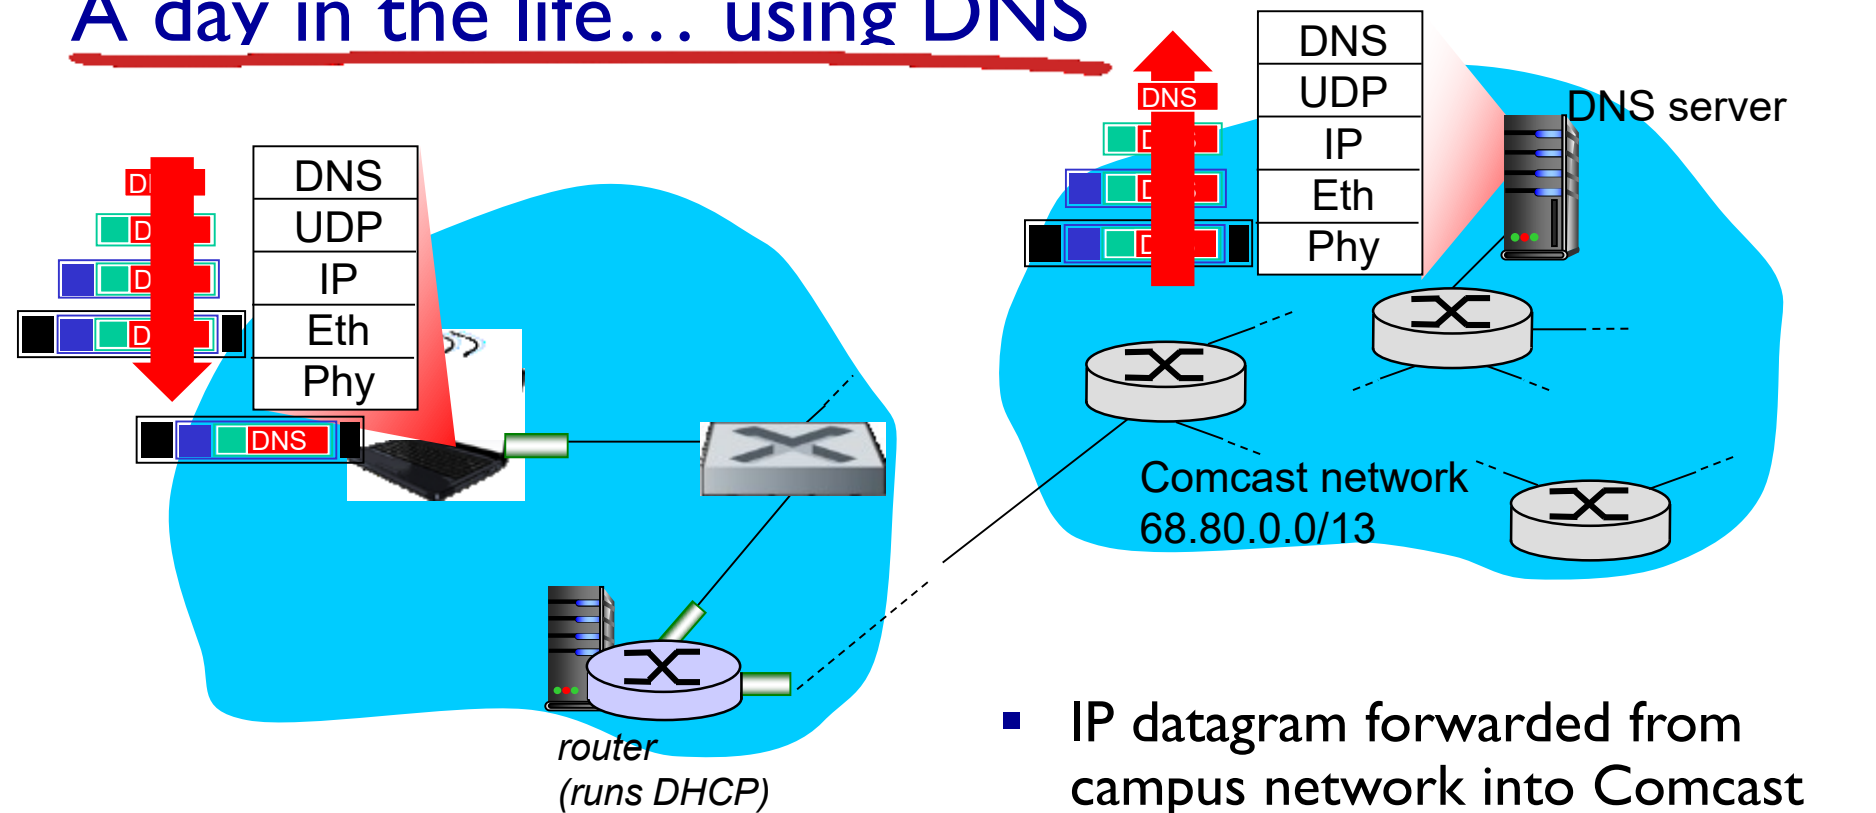 A day in the life... using DNS
DNS
UDP
IP
Eth
Phy
DNS
DNS server
DNS
UDP
IP
Eth
Phy
DNS
Comcast network
68.80.0.0/13
router
(runs DHCP)
▪ IP datagram forwarded from
campus network into Comcast